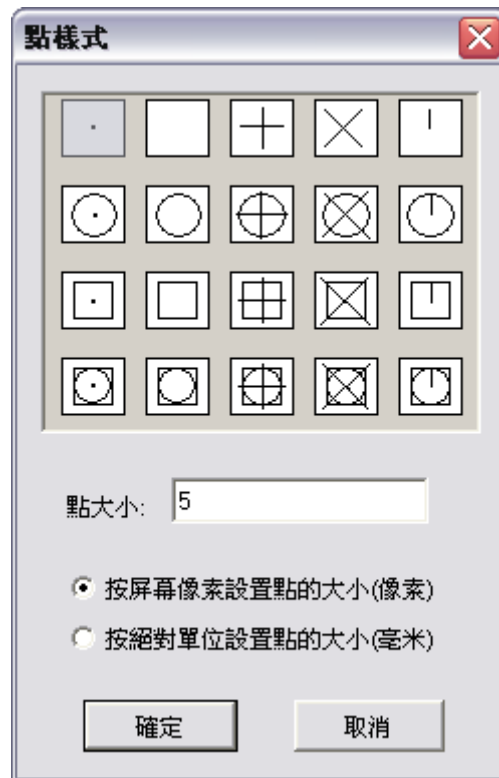 點樣式
點大小: 5
按屏幕像素設置點的大小(像素)
按絕對單位設置點的大小(毫米)
確定 取消